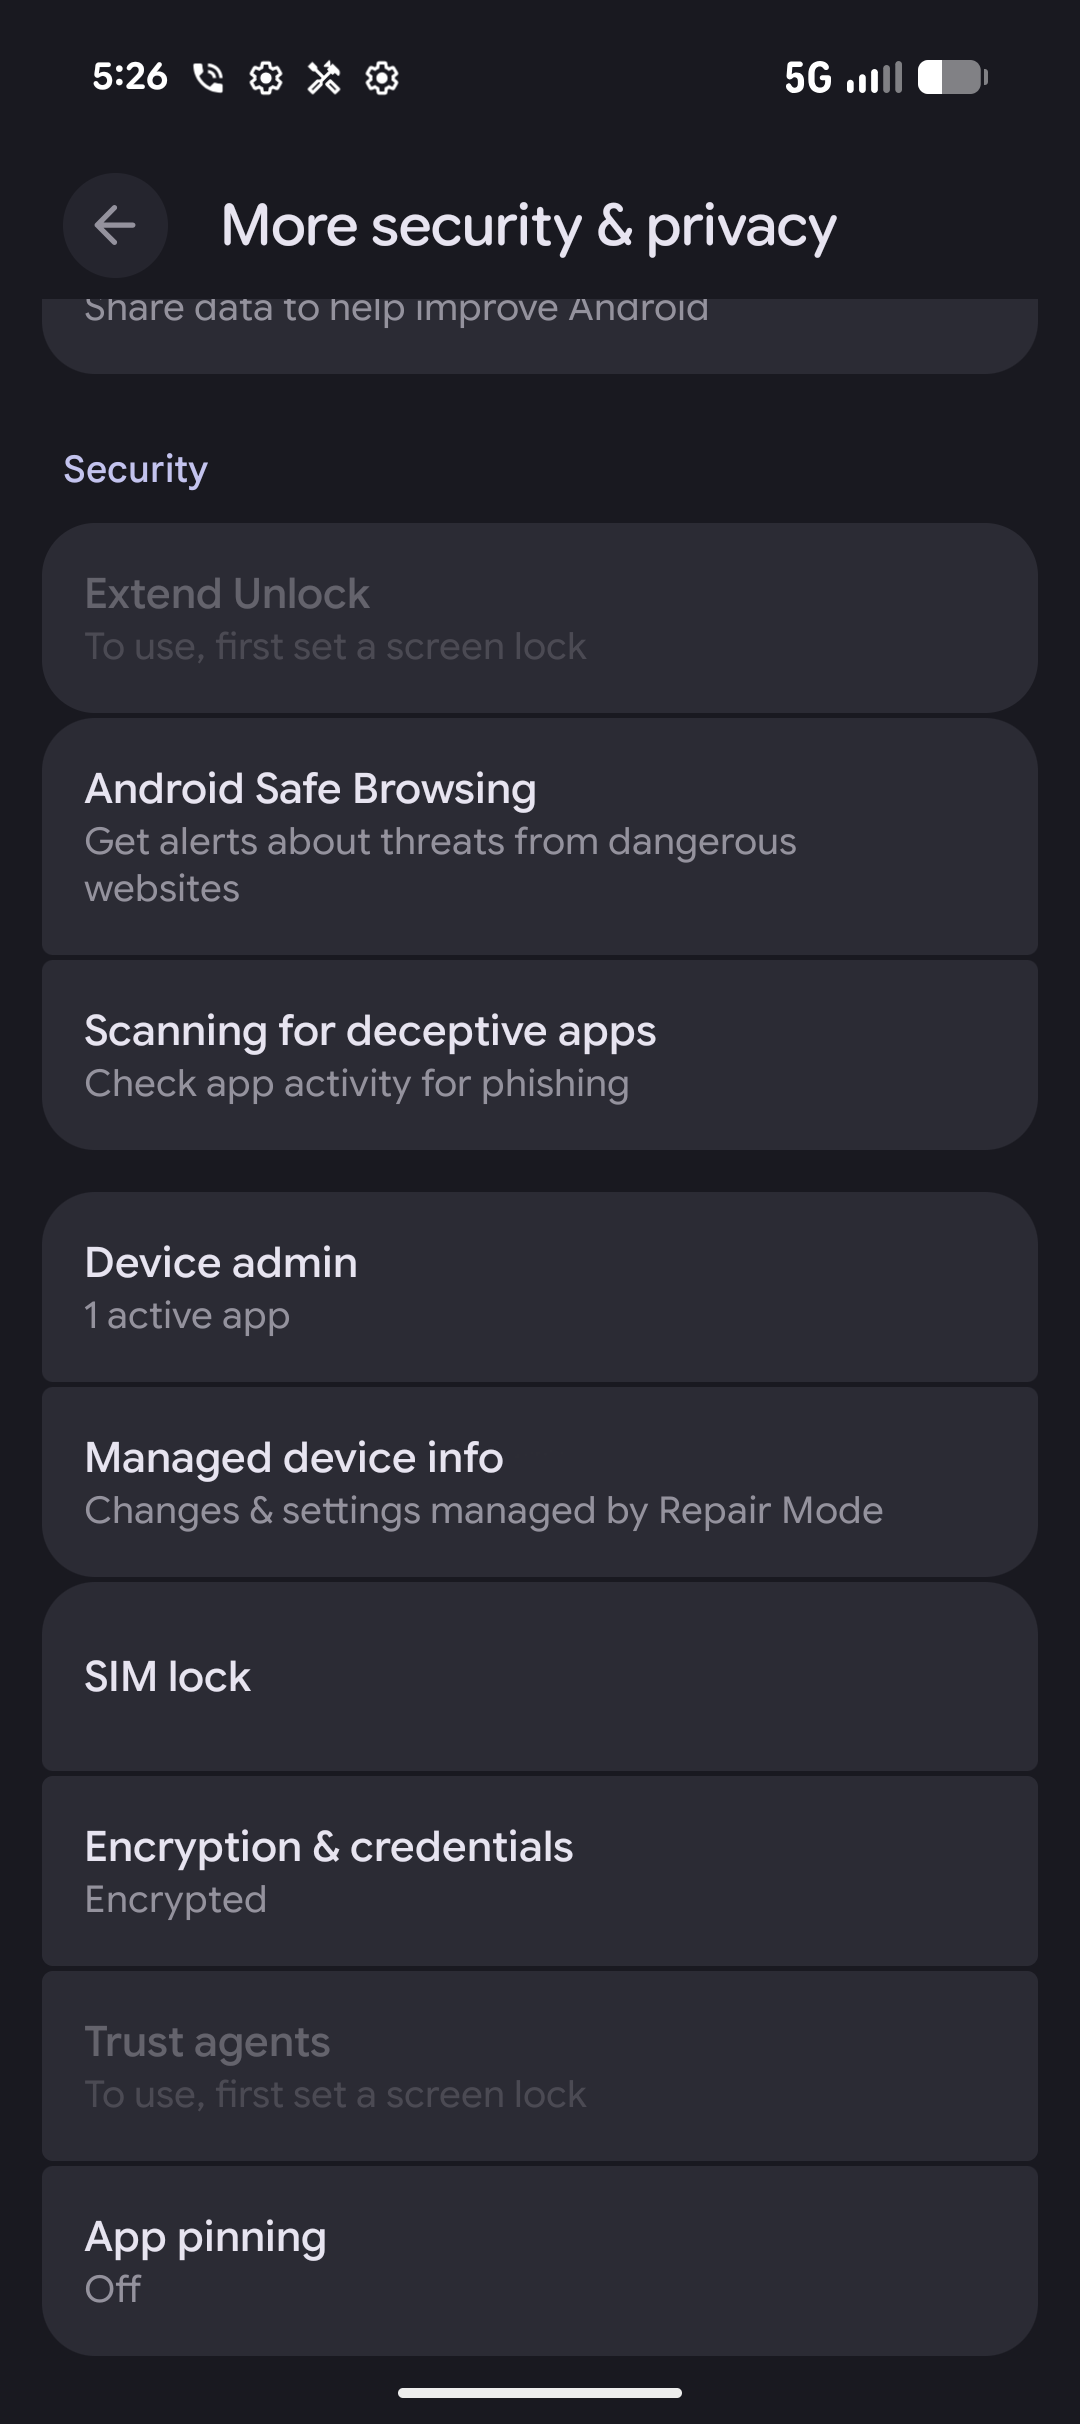 5:26
5G
More security & privacy
Share data to help improve Android
Security
Extend Unlock
To use, first set a screen lock
Android Safe Browsing
Get alerts about threats from dangerous
websites
Scanning for deceptive apps
Check app activity for phishing
Device admin
1 active app
Managed device info
Changes & settings managed by Repair Mode
SIM lock
Encryption & credentials
Encrypted
Trust agents
To use, first set a screen lock
App pinning
Off